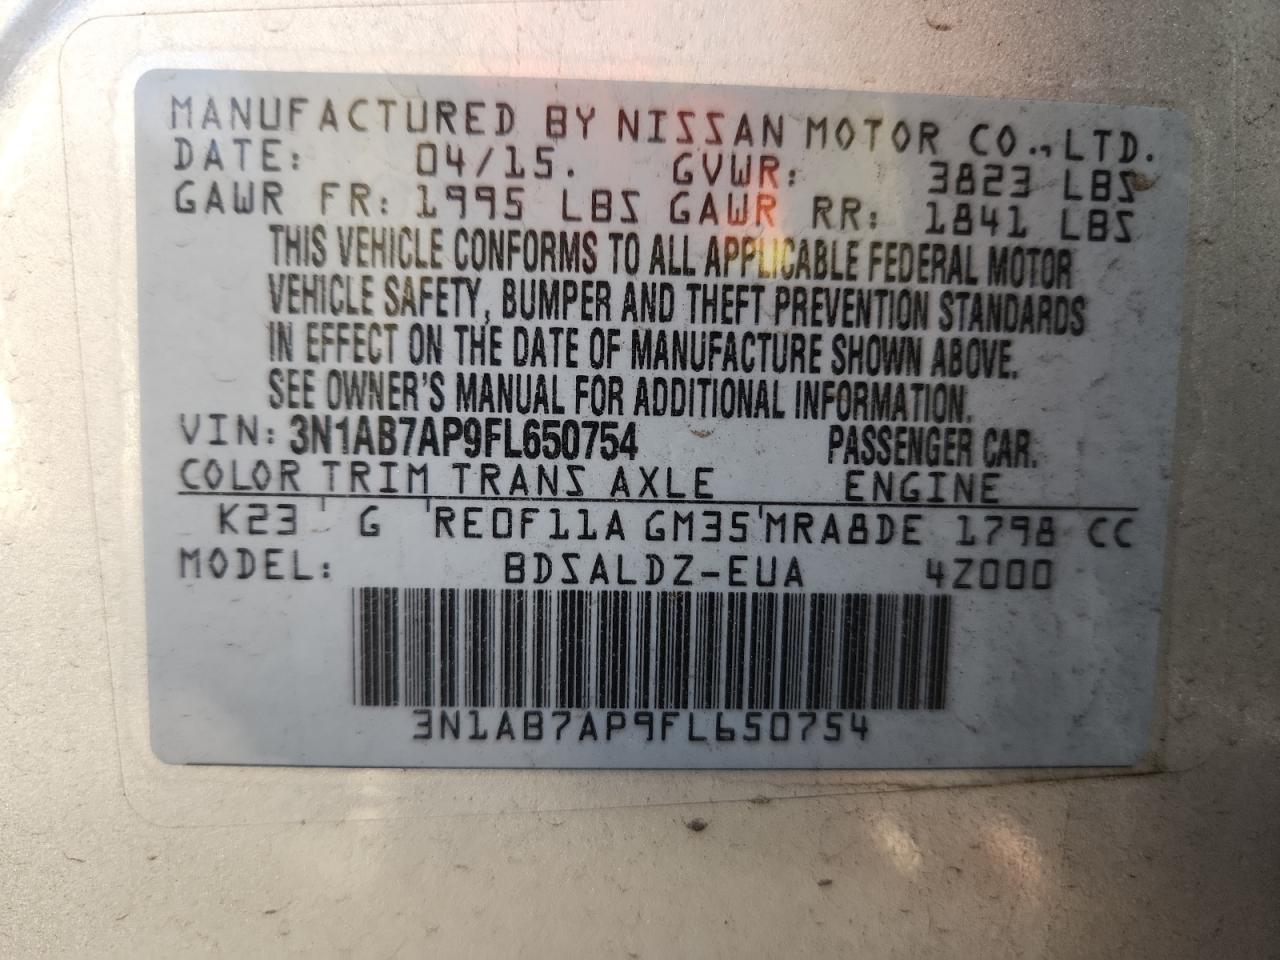 MANUFACTURED BY NISSAN MOTOR CO., LTD.
DATE: 04/15. GVWR: 3823 LBS
GAWR FR: 1995 LBS GAWR RR: 1841 LBS
THIS VEHICLE CONFORMS TO ALL APPLICABLE FEDERAL MOTOR
VEHICLE SAFETY, BUMPER AND THEFT PREVENTION STANDARDS
IN EFFECT ON THE DATE OF MANUFACTURE SHOWN ABOVE.
SEE OWNER'S MANUAL FOR ADDITIONAL INFORMATION.
VIN: 3N1AB7AP9FL650754 PASSENGER CAR.
COLOR TRIM TRANS AXLE ENGINE
K23 G RE0F11A GM35 MRA8DE 1798 CC
MODEL: BDSALDZ-EUA 4Z000
3N1AB7AP9FL650754